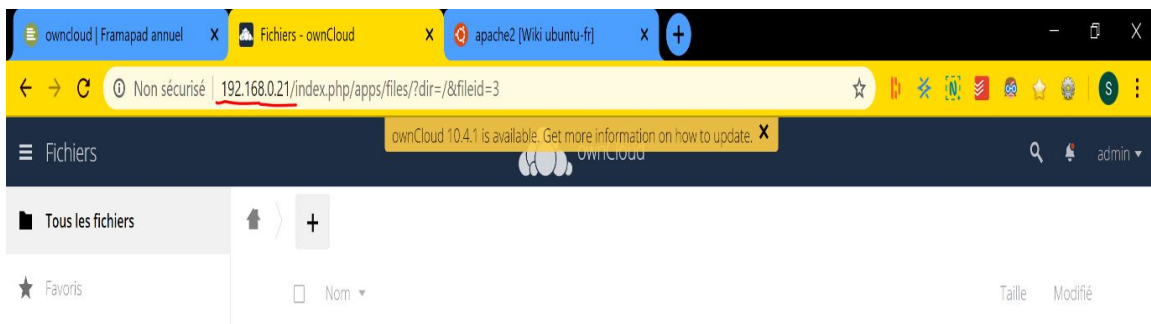 owncloud | Framapad annuel X Fichiers - ownCloud X apache2 [Wiki ubuntu-fr] X
Non sécurisé | 192.168.0.21/index.php/apps/files/?dir=/&fileid=3
ownCloud 10.4.1 is available. Get more information on how to update. X
Fichiers ownCloud admin
Tous les fichiers +
Favoris Nom Taille Modifié